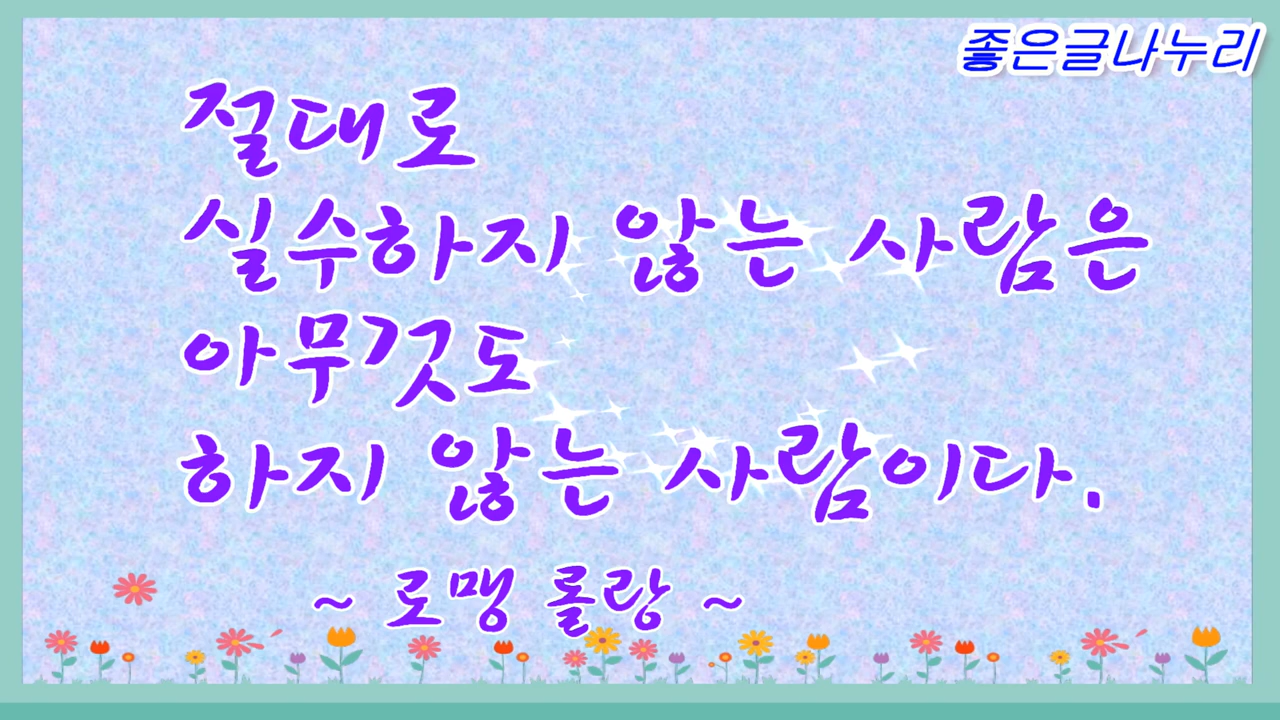 좋은글나누리
절대로
실수하지 않는 사람은
아무것도
하지 않는 사람이다.
~ 로맹 롤랑 ~